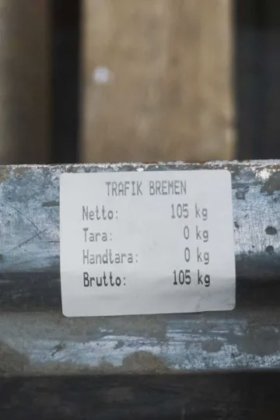 TRAFIK BREMEN
Netto: 105 kg
Tara: 0 kg
Handtara: 0 kg
Brutto: 105 kg